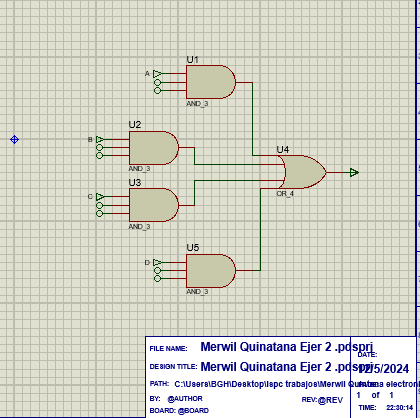 U1
A
AND_3
U2
B
AND_3
U4
U3
C
AND_3
OR_4
U5
D
AND_3
FILE NAME: Merwil Quinatana Ejer 2 .pdsprj
DATE:
DESIGN TITLE: Merwil Quinatana Ejer 2 .pdsprj
12/5/2024
PATH: C:\Users\BGH\Desktop\ispc trabajos\Merwil Quinatana electron
1 of 1
BY: @AUTHOR REV:@REV
BOARD: @BOARD TIME: 22:30:14